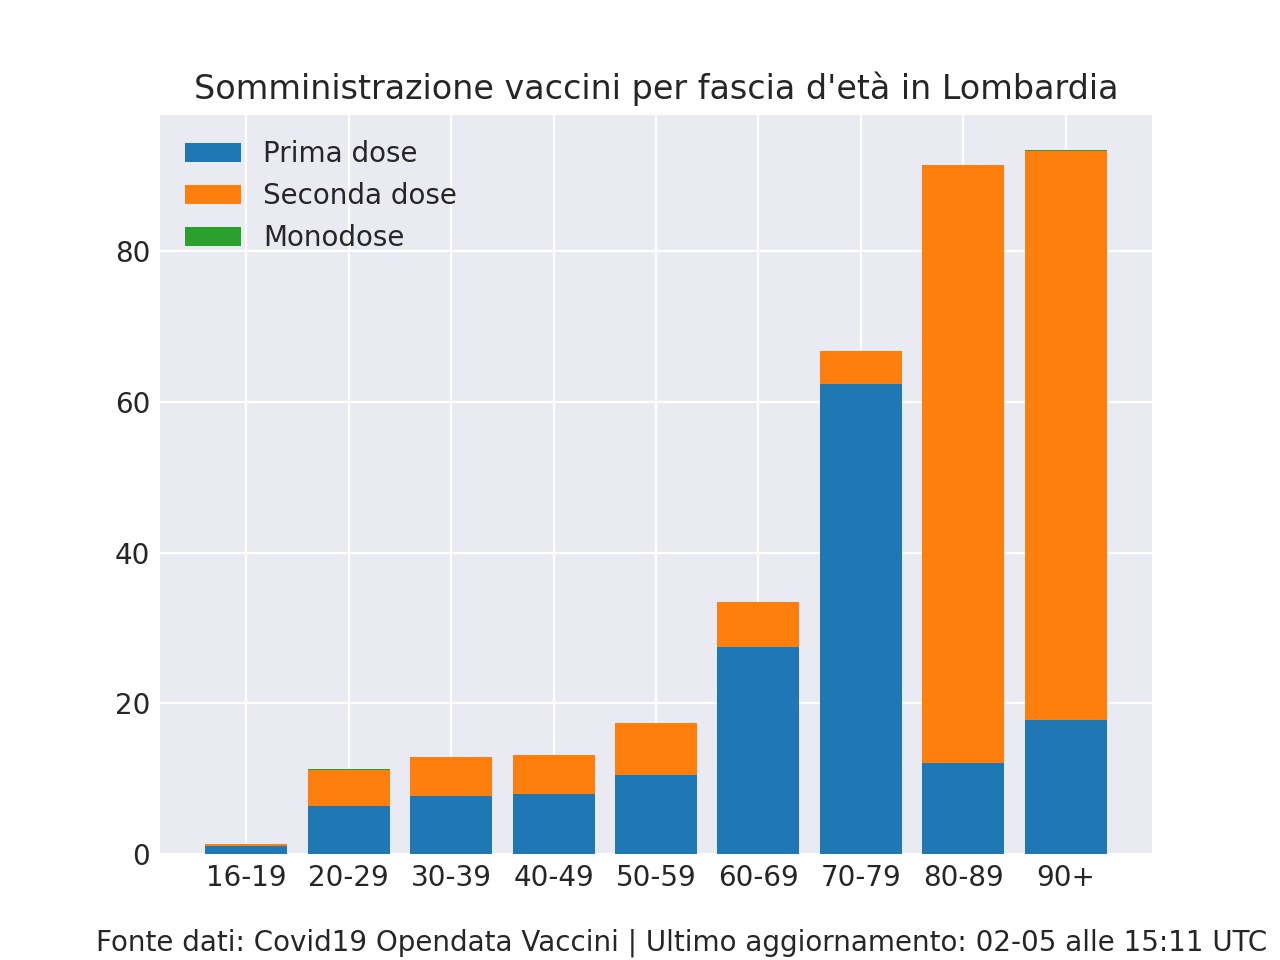 Somministrazione vaccini per fascia d'età in Lombardia
Prima dose
Seconda dose
Monodose
80
60
40
20
0
16-19 20-29 30-39 40-49 50-59 60-69 70-79 80-89 90+
Fonte dati: Covid19 Opendata Vaccini | Ultimo aggiornamento: 02-05 alle 15:11 UTC